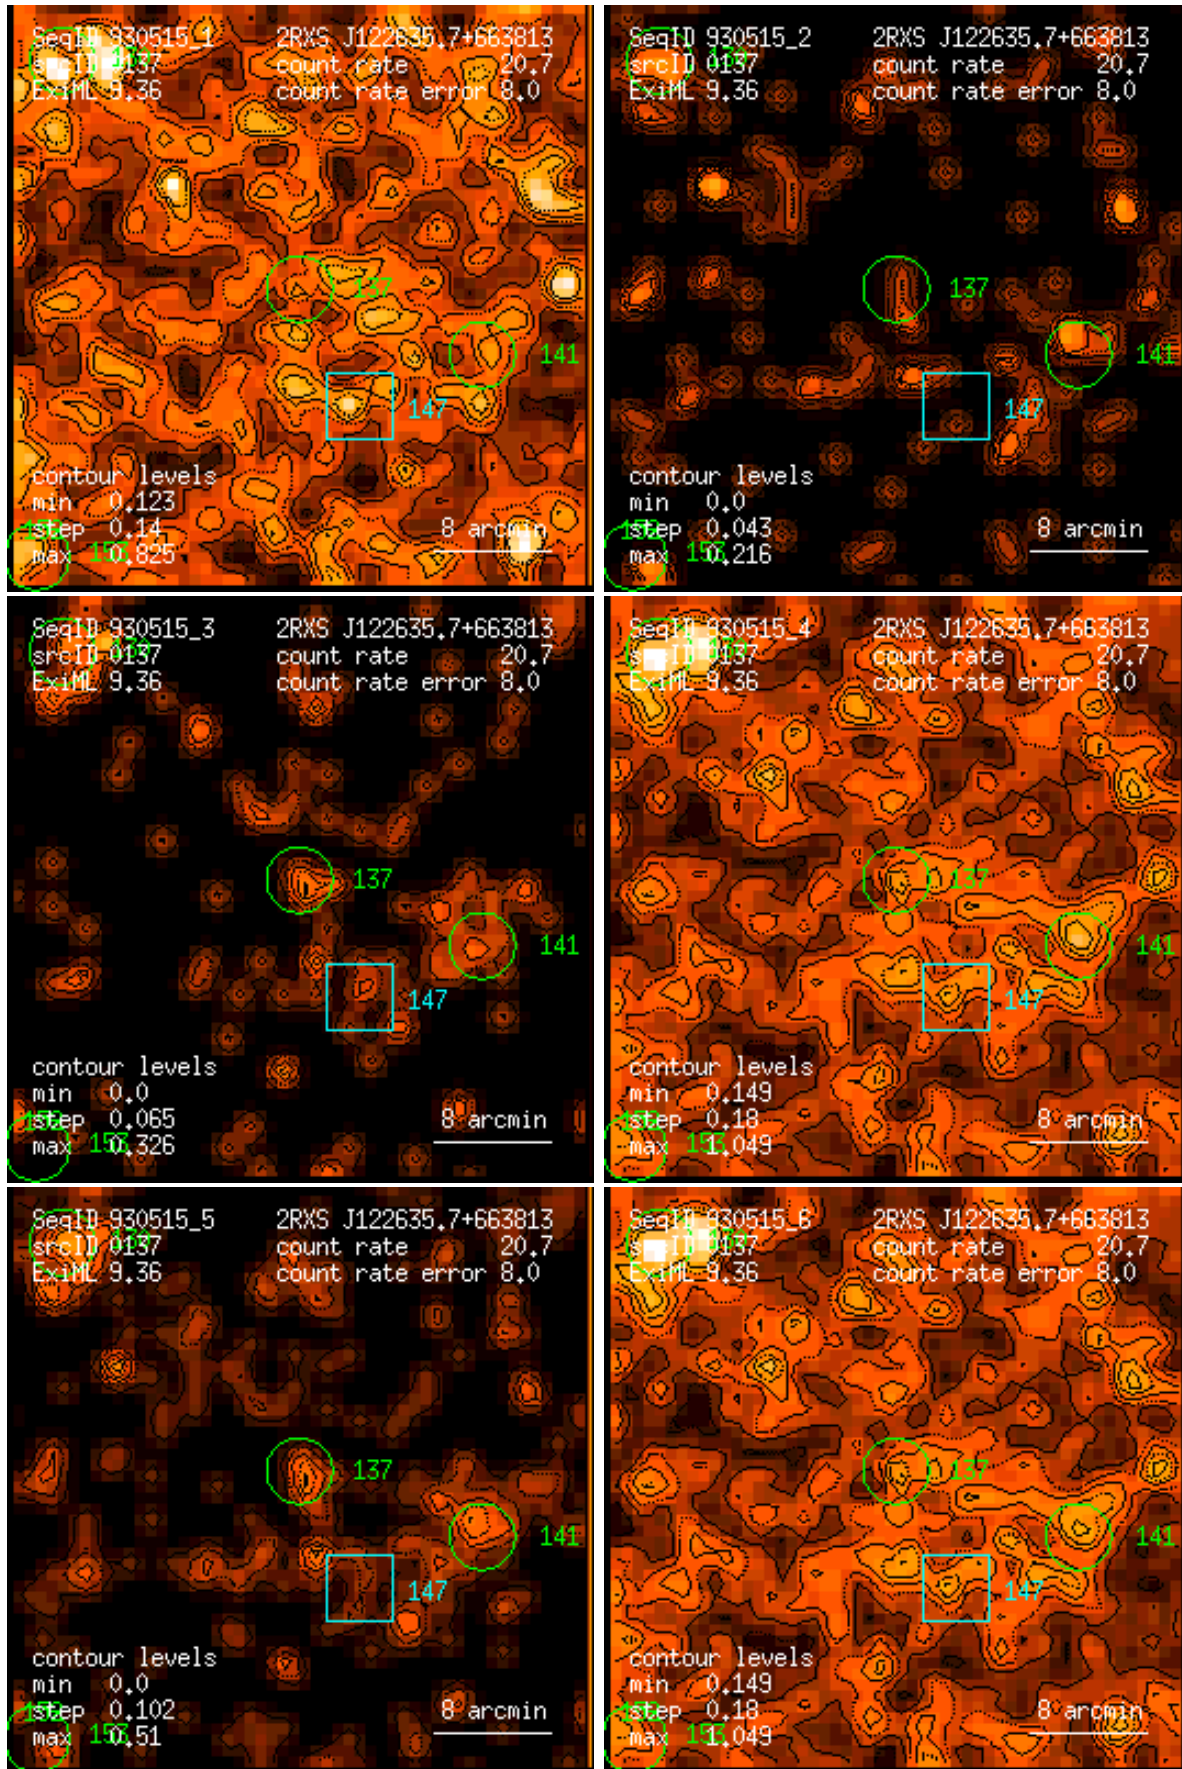 SeqID 930515_1 2RXS J122635.7+663813
srcID 0137 count rate 20.7
ExiML 9.36 count rate error 8.0
137
141
147
contour levels
min 0.123
step 0.14 8 arcmin
max 0.825
153
SeqID 930515_2 2RXS J122635.7+663813
srcID 0137 count rate 20.7
ExiML 9.36 count rate error 8.0
137
141
147
contour levels
min 0.0
step 0.043 8 arcmin
max 0.216
153
SeqID 930515_3 2RXS J122635.7+663813
srcID 0137 count rate 20.7
ExiML 9.36 count rate error 8.0
137
141
147
contour levels
min 0.0
step 0.065 8 arcmin
max 0.326
153
SeqID 930515_4 2RXS J122635.7+663813
srcID 0137 count rate 20.7
ExiML 9.36 count rate error 8.0
137
141
147
contour levels
min 0.149
step 0.18 8 arcmin
max 1.049
153
SeqID 930515_5 2RXS J122635.7+663813
srcID 0137 count rate 20.7
ExiML 9.36 count rate error 8.0
137
141
147
contour levels
min 0.0
step 0.102 8 arcmin
max 0.51
153
SeqID 930515_6 2RXS J122635.7+663813
srcID 0137 count rate 20.7
ExiML 9.36 count rate error 8.0
137
141
147
contour levels
min 0.149
step 0.18 8 arcmin
max 1.049
153